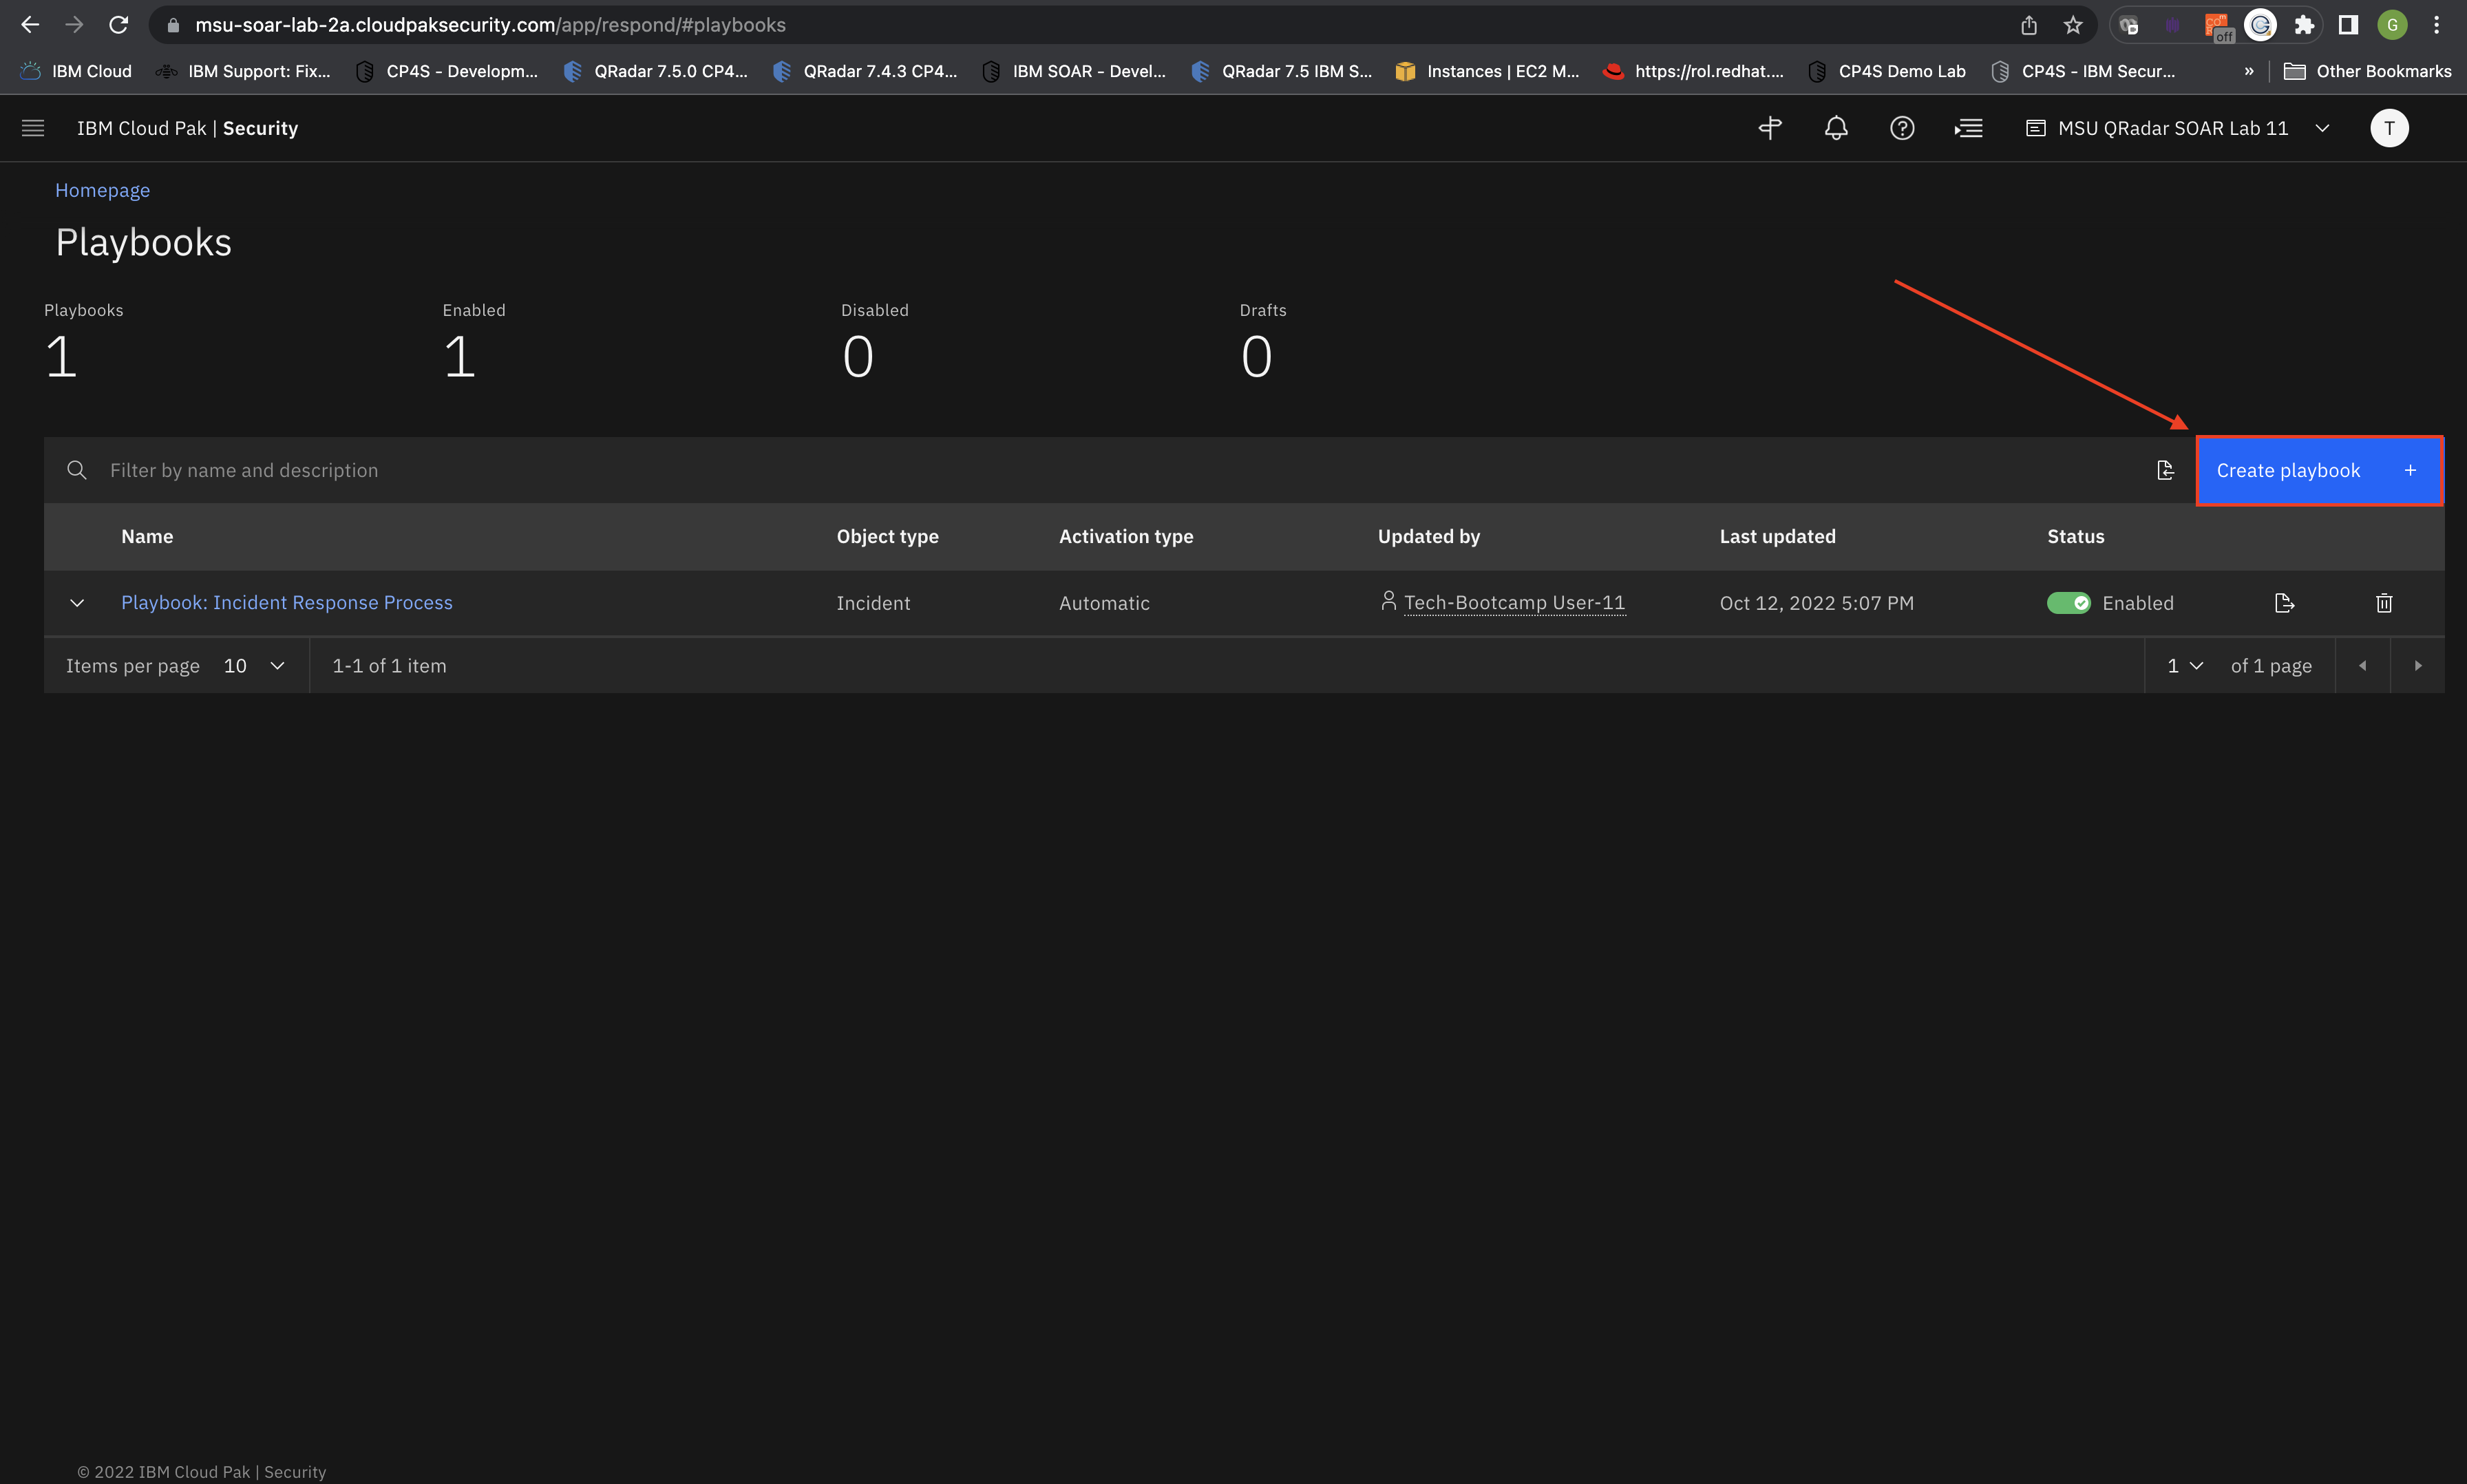 msu-soar-lab-2a.cloudpaksecurity.com/app/respond/#playbooks
off
G
IBM Cloud
IBM Support: Fix...
CP4S - Developm...
QRadar 7.5.0 CP4...
QRadar 7.4.3 CP4...
IBM SOAR - Devel...
QRadar 7.5 IBM S...
Instances | EC2 M...
https://rol.redhat....
CP4S Demo Lab
CP4S - IBM Secur...
»
Other Bookmarks
IBM Cloud Pak | Security
MSU QRadar SOAR Lab 11
T
Homepage
Playbooks
Playbooks
1
Enabled
1
Disabled
0
Drafts
0
Filter by name and description
Create playbook +
Name Object type Activation type Updated by Last updated Status
Playbook: Incident Response Process Incident Automatic Tech-Bootcamp User-11 Oct 12, 2022 5:07 PM Enabled
Items per page 10 1-1 of 1 item 1 of 1 page
© 2022 IBM Cloud Pak | Security